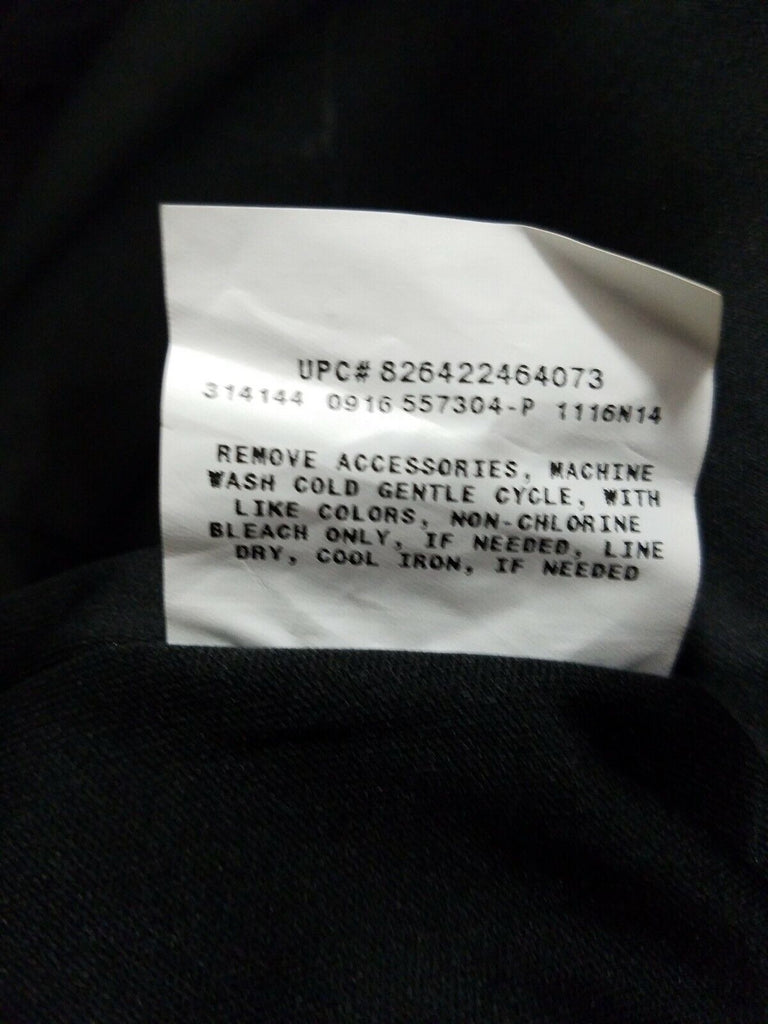 UPC# 826422464073
314144 0916 557304-P 1116N14
REMOVE ACCESSORIES, MACHINE
WASH COLD GENTLE CYCLE, WITH
LIKE COLORS, NON-CHLORINE
BLEACH ONLY, IF NEEDED, LINE
DRY, COOL IRON, IF NEEDED